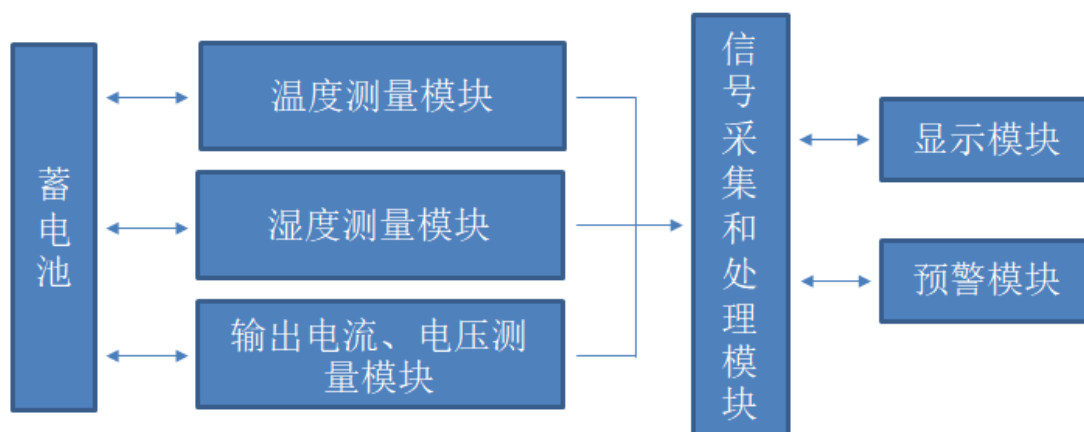 蓄电池
温度测量模块
湿度测量模块
输出电流、电压测
量模块
信号采集和处理模块
显示模块
预警模块